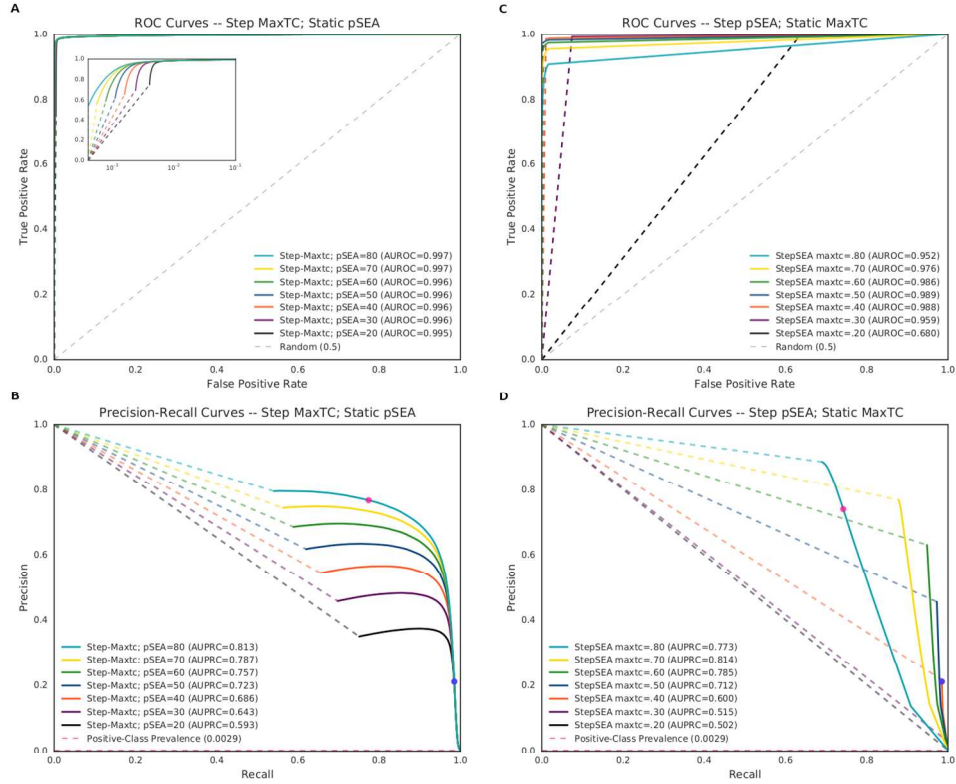 A
ROC Curves -- Step MaxTC; Static pSEA
True Positive Rate
1.0
0.8
0.6
0.4
0.2
0.0
0.0
0.2
0.4
0.6
0.8
1.0
False Positive Rate
1.0
0.8
0.6
0.4
0.2
0.0
Step-Maxtc; pSEA=80 (AUROC=0.997)
Step-Maxtc; pSEA=70 (AUROC=0.997)
Step-Maxtc; pSEA=60 (AUROC=0.996)
Step-Maxtc; pSEA=50 (AUROC=0.996)
Step-Maxtc; pSEA=40 (AUROC=0.996)
Step-Maxtc; pSEA=30 (AUROC=0.996)
Step-Maxtc; pSEA=20 (AUROC=0.995)
Random (0.5)
C
ROC Curves -- Step pSEA; Static MaxTC
True Positive Rate
1.0
0.8
0.6
0.4
0.2
0.0
0.0
0.2
0.4
0.6
0.8
1.0
False Positive Rate
StepSEA maxtc=.80 (AUROC=0.952)
StepSEA maxtc=.70 (AUROC=0.976)
StepSEA maxtc=.60 (AUROC=0.986)
StepSEA maxtc=.50 (AUROC=0.989)
StepSEA maxtc=.40 (AUROC=0.988)
StepSEA maxtc=.30 (AUROC=0.959)
StepSEA maxtc=.20 (AUROC=0.680)
Random (0.5)
B
Precision-Recall Curves -- Step MaxTC; Static pSEA
Precision
1.0
0.8
0.6
0.4
0.2
0.0
0.0
0.2
0.4
0.6
0.8
1.0
Recall
Step-Maxtc; pSEA=80 (AUPRC=0.813)
Step-Maxtc; pSEA=70 (AUPRC=0.787)
Step-Maxtc; pSEA=60 (AUPRC=0.757)
Step-Maxtc; pSEA=50 (AUPRC=0.723)
Step-Maxtc; pSEA=40 (AUPRC=0.686)
Step-Maxtc; pSEA=30 (AUPRC=0.643)
Step-Maxtc; pSEA=20 (AUPRC=0.593)
Positive-Class Prevalence (0.0029)
D
Precision-Recall Curves -- Step pSEA; Static MaxTC
Precision
1.0
0.8
0.6
0.4
0.2
0.0
0.0
0.2
0.4
0.6
0.8
1.0
Recall
StepSEA maxtc=.80 (AUPRC=0.773)
StepSEA maxtc=.70 (AUPRC=0.814)
StepSEA maxtc=.60 (AUPRC=0.785)
StepSEA maxtc=.50 (AUPRC=0.712)
StepSEA maxtc=.40 (AUPRC=0.600)
StepSEA maxtc=.30 (AUPRC=0.515)
StepSEA maxtc=.20 (AUPRC=0.502)
Positive-Class Prevalence (0.0029)